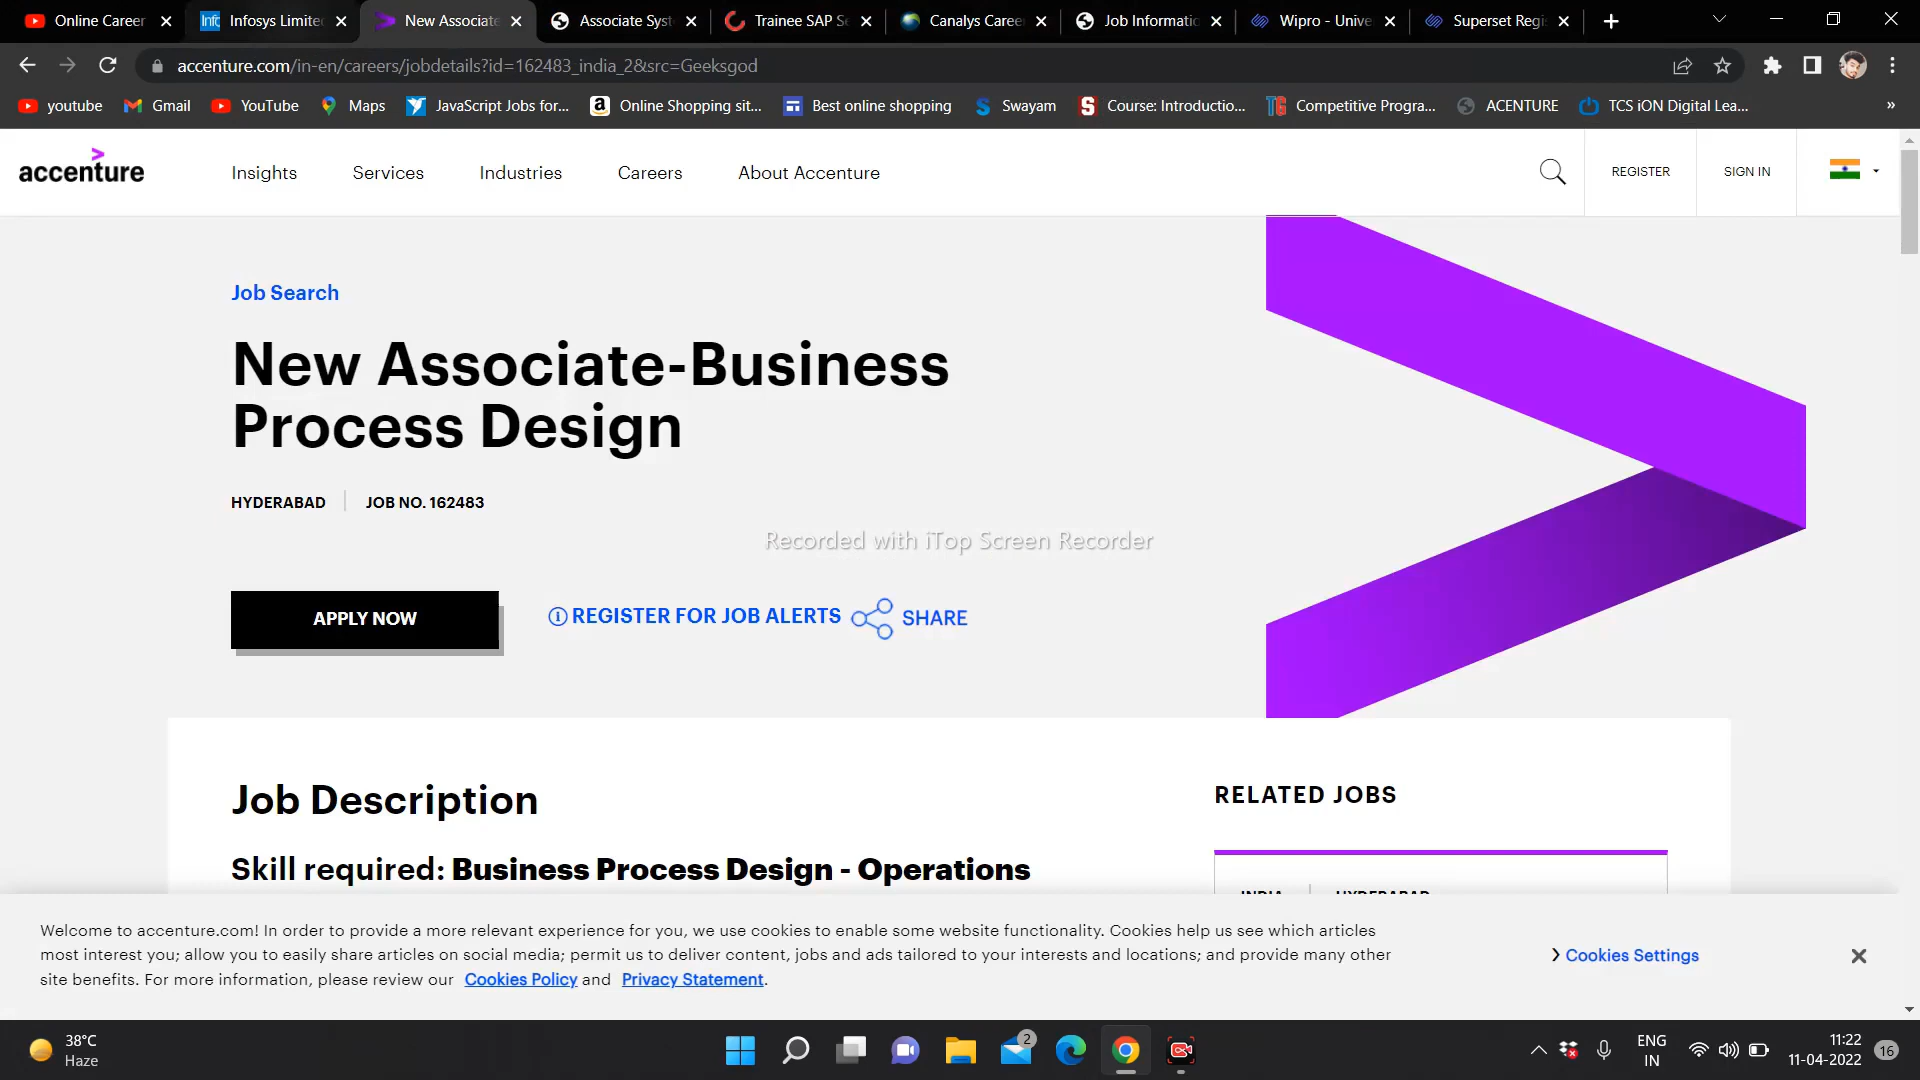 Online Career
Infosys Limite
New Associate
Associate Syst
Trainee SAP Se
Canalys Caree
Job Informatio
Wipro - Unive
Superset Regi
accenture.com/in-en/careers/jobdetails?id=162483_india_2&src=Geeksgod
youtube
Gmail
YouTube
Maps
JavaScript Jobs for...
Online Shopping sit...
Best online shopping
Swayam
Course: Introductio...
Competitive Progra...
ACENTURE
TCS iON Digital Lea...
»
accenture
Insights
Services
Industries
Careers
About Accenture
REGISTER
SIGN IN
Job Search
New Associate-Business
Process Design
HYDERABAD
JOB NO. 162483
Recorded with iTop Screen Recorder
APPLY NOW
REGISTER FOR JOB ALERTS
SHARE
Job Description
RELATED JOBS
Skill required: Business Process Design - Operations
INDIA
HYDERABAD
Welcome to accenture.com! In order to provide a more relevant experience for you, we use cookies to enable some website functionality. Cookies help us see which articles
most interest you; allow you to easily share articles on social media; permit us to deliver content, jobs and ads tailored to your interests and locations; and provide many other
site benefits. For more information, please review our Cookies Policy and Privacy Statement.
Cookies Settings
38°C
Haze
2
ENG
IN
11:22
11-04-2022
16